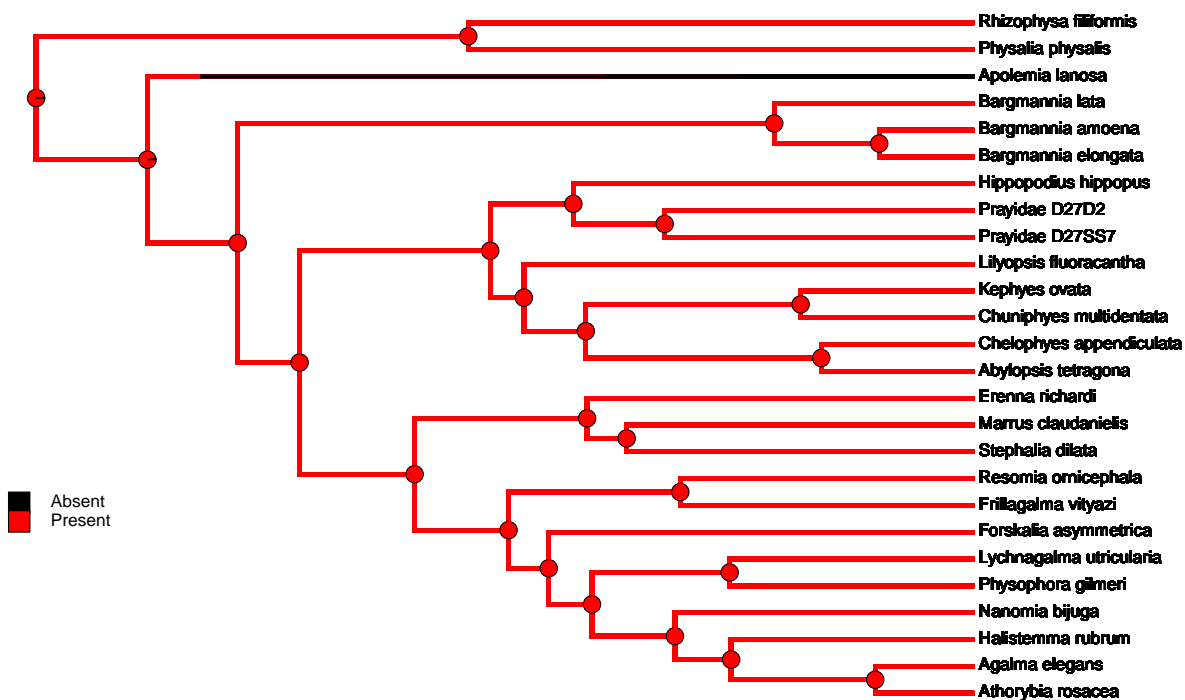 Rhizophysa filiformis
Physalia physalis
Apolemia lanosa
Bargmannia lata
Bargmannia amoena
Bargmannia elongata
Hippopodius hippopus
Prayidae D27D2
Prayidae D27SS7
Lilyopsis fluoracantha
Kephyes ovata
Chuniphyes multidentata
Chelophyes appendiculata
Abylopsis tetragona
Erenna richardi
Marrus claudanielis
Stephalia dilata
Resomia ornicephala
Frillagalma vityazi
Forskalia asymmetrica
Lychnagalma utricularia
Physophora gilmeri
Nanomia bijuga
Halistemma rubrum
Agalma elegans
Athorybia rosacea
Absent
Present